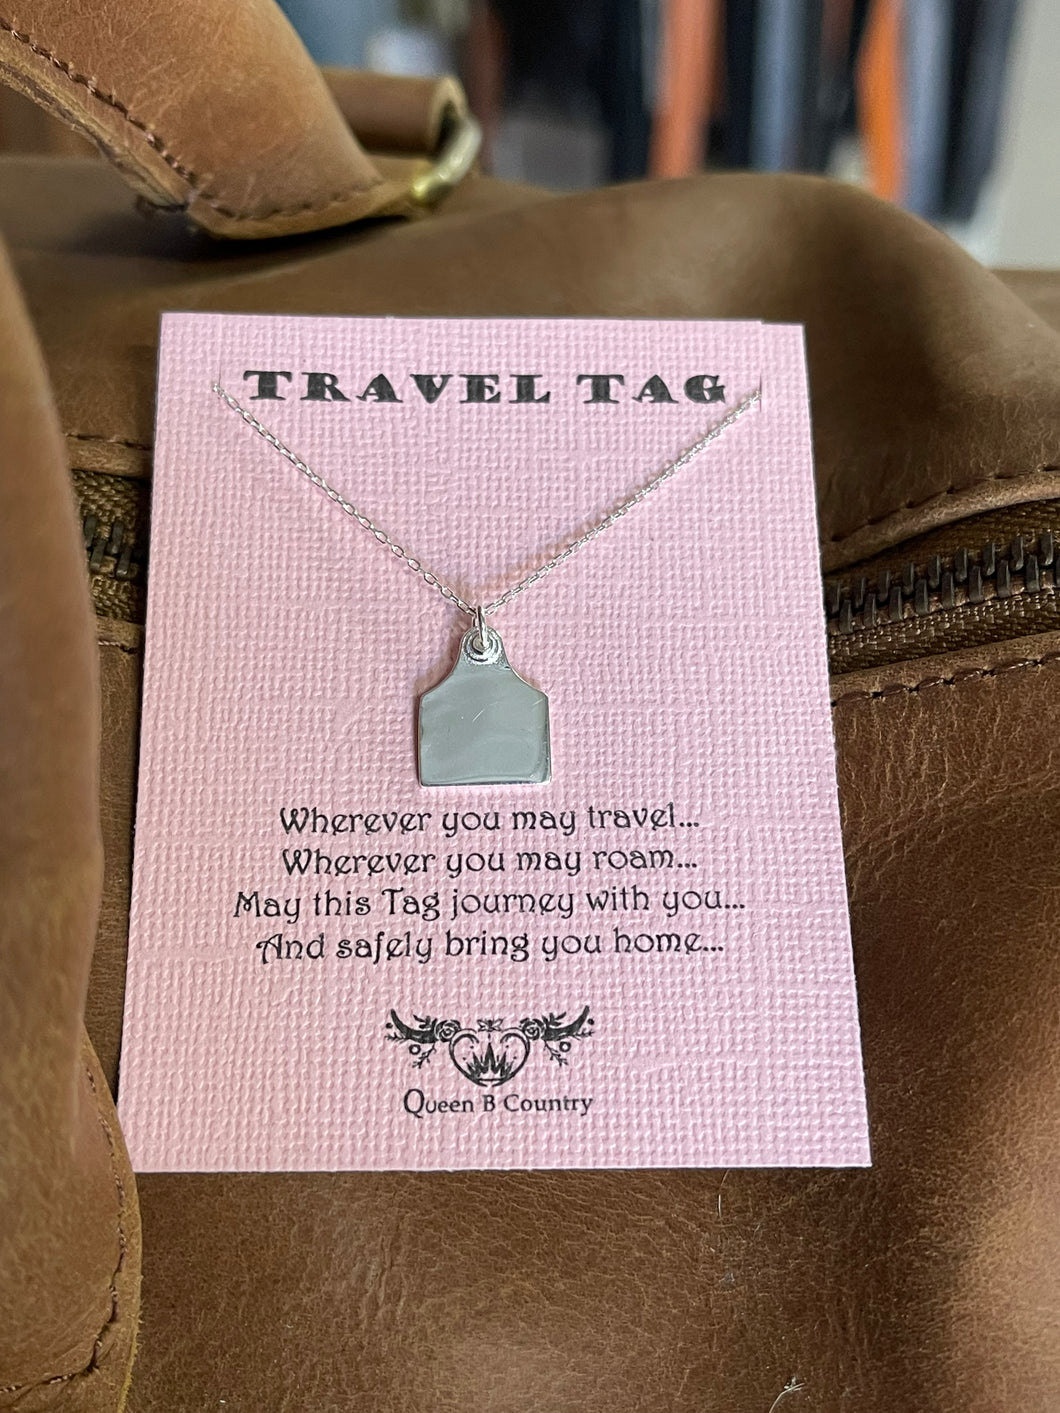 TRAVEL TAG
Wherever you may travel...
Wherever you may roam...
May this Tag journey with you...
And safely bring you home...
Queen B Country